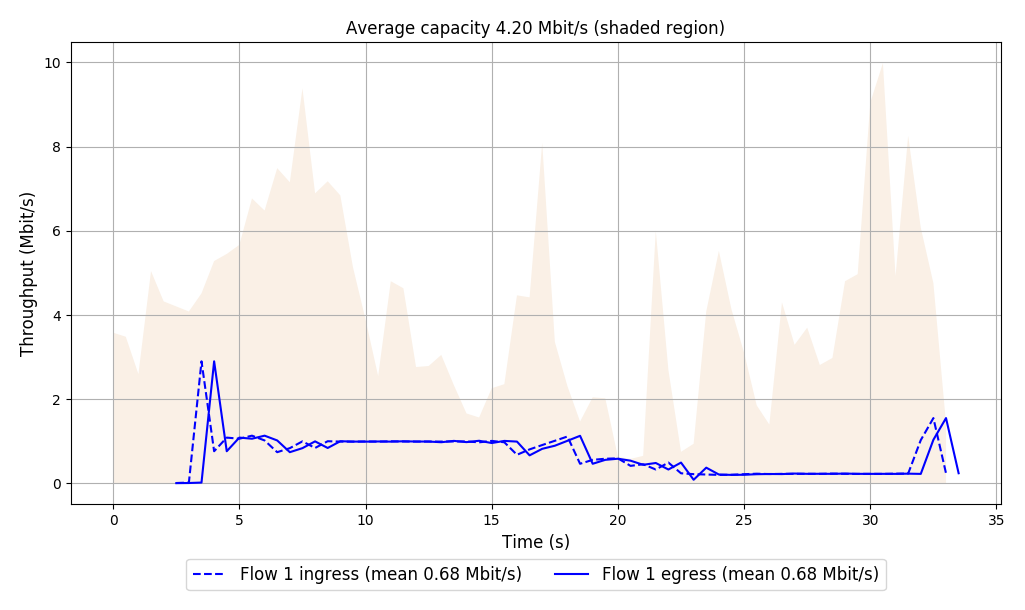 Average capacity 4.20 Mbit/s (shaded region)
10
8
6
4
2
0
Throughput (Mbit/s)
0 5 10 15 20 25 30 35
Time (s)
Flow 1 ingress (mean 0.68 Mbit/s) Flow 1 egress (mean 0.68 Mbit/s)